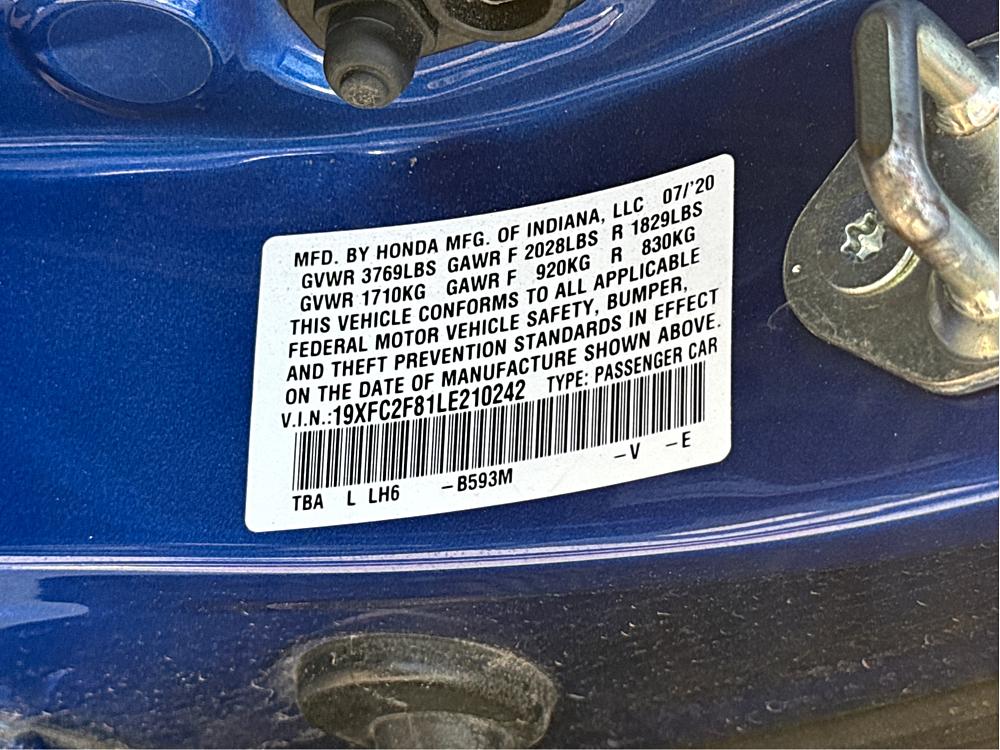 MFD. BY HONDA MFG. OF INDIANA, LLC 07/'20
GVWR 3769LBS GAWR F 2028LBS R 1829LBS
GVWR 1710KG GAWR F 920KG R 830KG
THIS VEHICLE CONFORMS TO ALL APPLICABLE
FEDERAL MOTOR VEHICLE SAFETY, BUMPER,
AND THEFT PREVENTION STANDARDS IN EFFECT
ON THE DATE OF MANUFACTURE SHOWN ABOVE.
V.I.N.:19XFC2F81LE210242 TYPE: PASSENGER CAR
TBA L LH6 -B593M -V -E